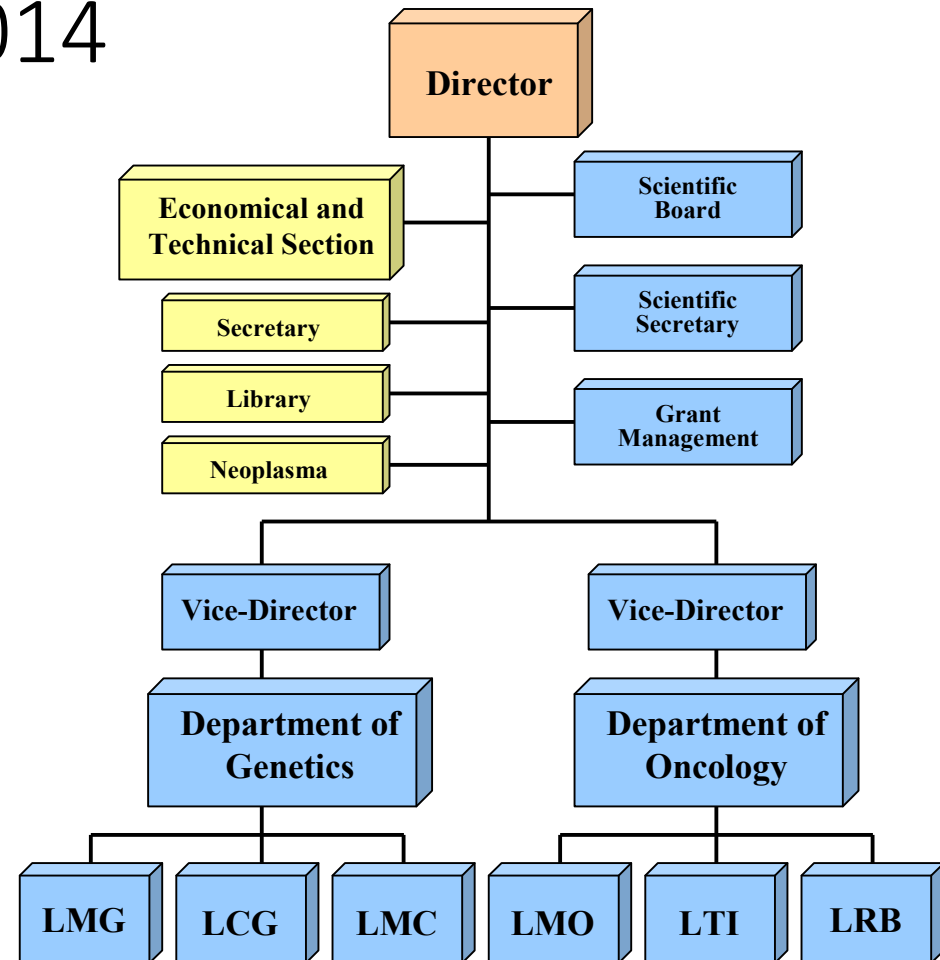 014
Director
Economical and
Technical Section
Scientific
Board
Secretary
Scientific
Secretary
Library
Grant
Management
Neoplasma
Vice-Director
Vice-Director
Department of
Genetics
Department of
Oncology
LMG
LCG
LMC
LMO
LTI
LRB